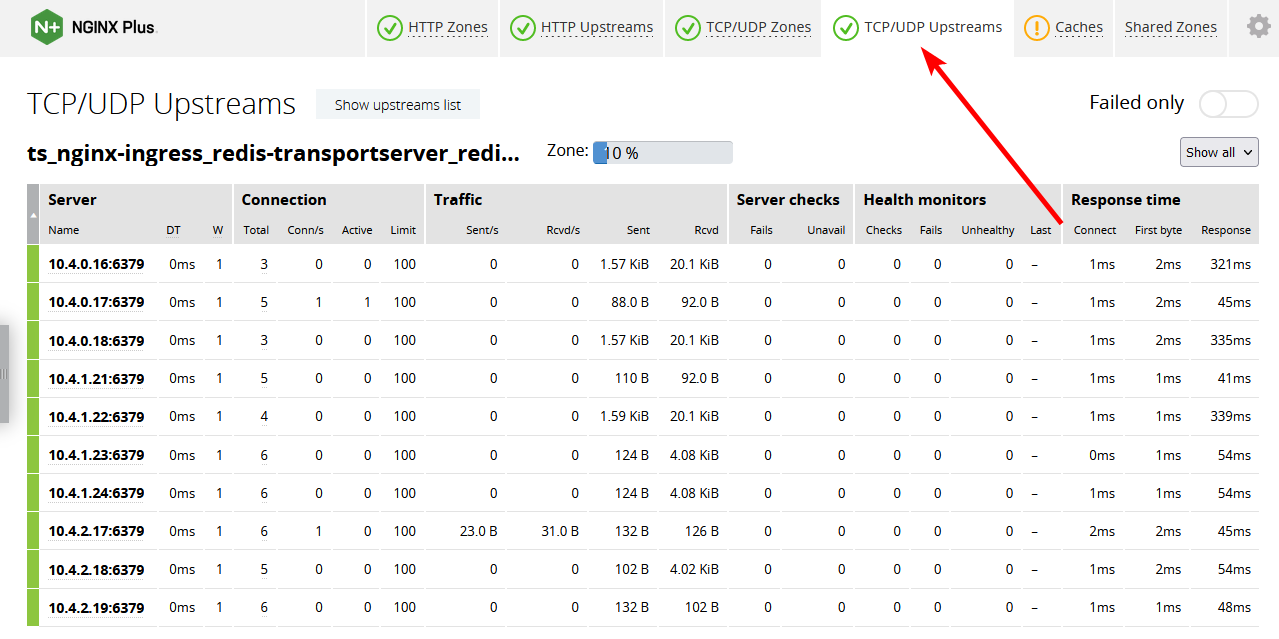 N+ NGINX Plus HTTP Zones HTTP Upstreams TCP/UDP Zones TCP/UDP Upstreams Caches Shared Zones
TCP/UDP Upstreams Show upstreams list Failed only
ts_nginx-ingress_redis-transportserver_redi... Zone: 10 % Show all
Server Connection Traffic Server checks Health monitors Response time
Name DT W Total Conn/s Active Limit Sent/s Rcvd/s Sent Rcvd Fails Unavail Checks Fails Unhealthy Last Connect First byte Response
10.4.0.16:6379 0ms 1 3 0 0 100 0 0 1.57 KiB 20.1 KiB 0 0 0 0 0 – 1ms 2ms 321ms
10.4.0.17:6379 0ms 1 5 1 1 100 0 0 88.0 B 92.0 B 0 0 0 0 0 – 1ms 2ms 45ms
10.4.0.18:6379 0ms 1 3 0 0 100 0 0 1.57 KiB 20.1 KiB 0 0 0 0 0 – 1ms 2ms 335ms
10.4.1.21:6379 0ms 1 5 0 0 100 0 0 110 B 92.0 B 0 0 0 0 0 – 1ms 1ms 41ms
10.4.1.22:6379 0ms 1 4 0 0 100 0 0 1.59 KiB 20.1 KiB 0 0 0 0 0 – 1ms 1ms 339ms
10.4.1.23:6379 0ms 1 6 0 0 100 0 0 124 B 4.08 KiB 0 0 0 0 0 – 0ms 1ms 54ms
10.4.1.24:6379 0ms 1 6 0 0 100 0 0 124 B 4.08 KiB 0 0 0 0 0 – 1ms 1ms 54ms
10.4.2.17:6379 0ms 1 6 1 0 100 23.0 B 31.0 B 132 B 126 B 0 0 0 0 0 – 2ms 2ms 45ms
10.4.2.18:6379 0ms 1 5 0 0 100 0 0 102 B 4.02 KiB 0 0 0 0 0 – 1ms 2ms 54ms
10.4.2.19:6379 0ms 1 6 0 0 100 0 0 132 B 102 B 0 0 0 0 0 – 1ms 1ms 48ms